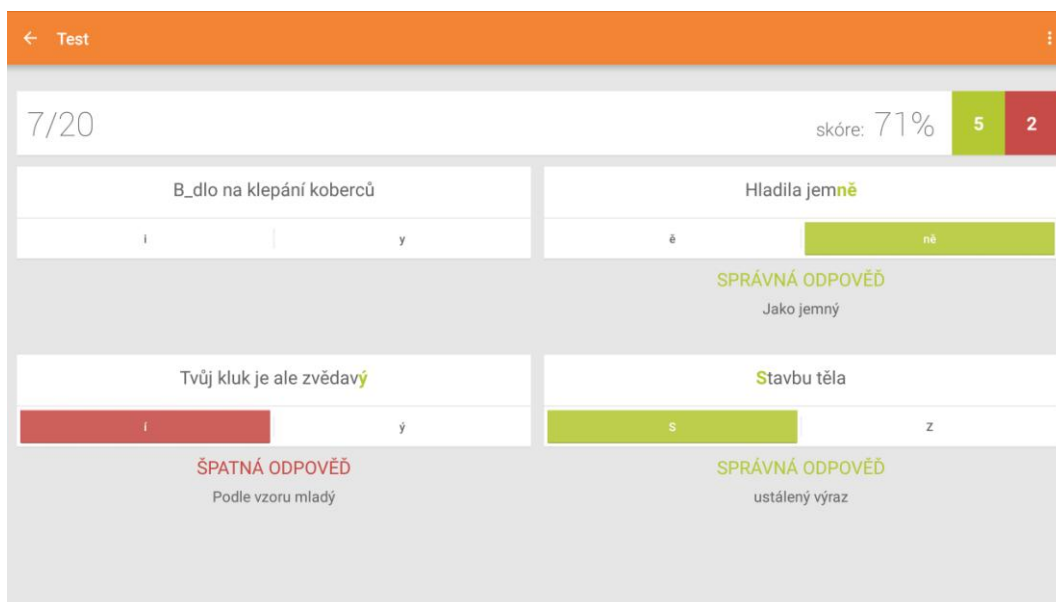 Test
7/20
skóre: 71% 5 2
B_dlo na klepání koberců
i y
Hladila jemně
ě ně
SPRÁVNÁ ODPOVĚĎ
Jako jemný
Tvůj kluk je ale zvědavý
í ý
ŠPATNÁ ODPOVĚĎ
Podle vzoru mladý
Stavbu těla
S Z
SPRÁVNÁ ODPOVĚĎ
ustálený výraz